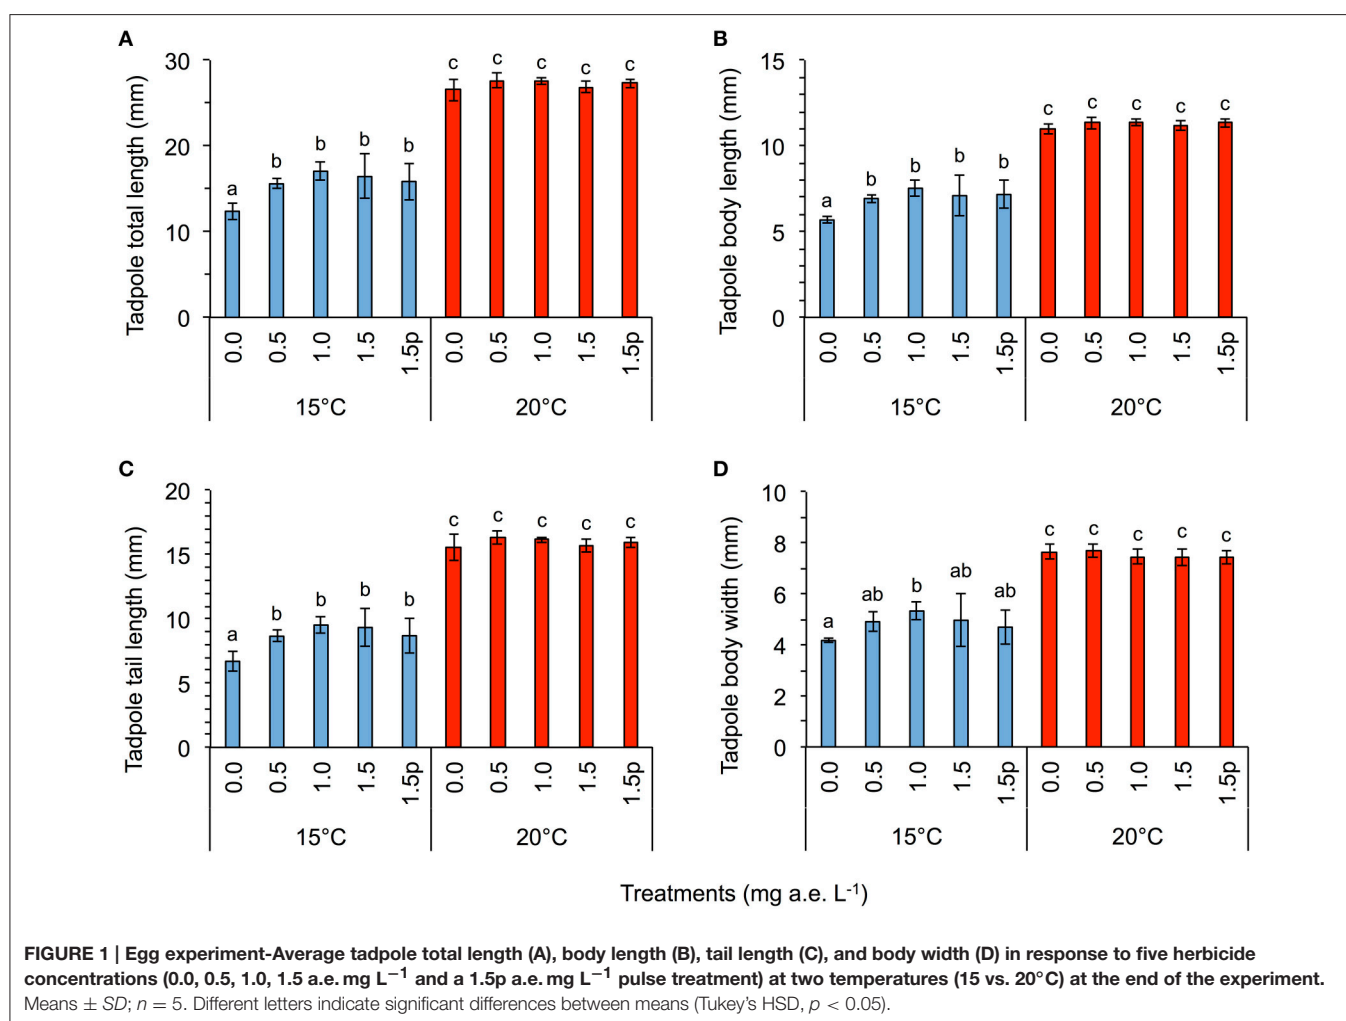 A
Tadpole total length (mm)
30
20
10
0
a
b
b
b
b
c
c
c
c
c
0.0
0.5
1.0
1.5
1.5p
0.0
0.5
1.0
1.5
1.5p
15°C
20°C
B
Tadpole body length (mm)
15
10
5
0
a
b
b
b
b
c
c
c
c
c
0.0
0.5
1.0
1.5
1.5p
0.0
0.5
1.0
1.5
1.5p
15°C
20°C
C
Tadpole tail length (mm)
20
15
10
5
0
a
b
b
b
b
c
c
c
c
c
0.0
0.5
1.0
1.5
1.5p
0.0
0.5
1.0
1.5
1.5p
15°C
20°C
D
Tadpole body width (mm)
10
8
6
4
2
0
a
ab
b
ab
ab
c
c
c
c
c
0.0
0.5
1.0
1.5
1.5p
0.0
0.5
1.0
1.5
1.5p
15°C
20°C
Treatments (mg a.e. L⁻¹)
FIGURE 1 | Egg experiment-Average tadpole total length (A), body length (B), tail length (C), and body width (D) in response to five herbicide
concentrations (0.0, 0.5, 1.0, 1.5 a.e. mg L⁻¹ and a 1.5p a.e. mg L⁻¹ pulse treatment) at two temperatures (15 vs. 20°C) at the end of the experiment.
Means ± SD; n = 5. Different letters indicate significant differences between means (Tukey's HSD, p < 0.05).